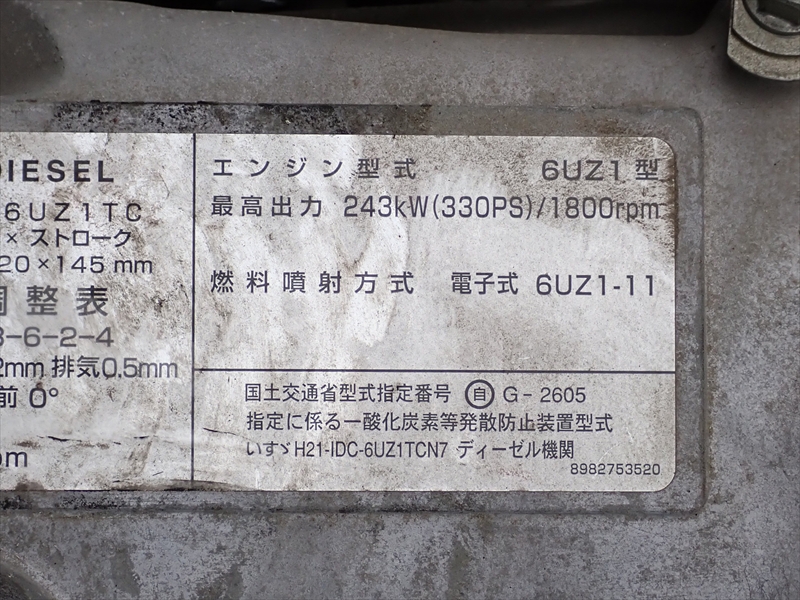 DIESEL
6UZ1TC
× ストローク
20×145 mm
調整表
3-6-2-4
2mm 排気0.5mm
前 0°
pm
エンジン型式 6UZ1型
最高出力 243kW(330PS)/1800rpm
燃料噴射方式 電子式 6UZ1-11
国土交通省型式指定番号 自 G-2605
指定に係る一酸化炭素等発散防止装置型式
いすゞH21-IDC-6UZ1TCN7 ディーゼル機関
8982753520